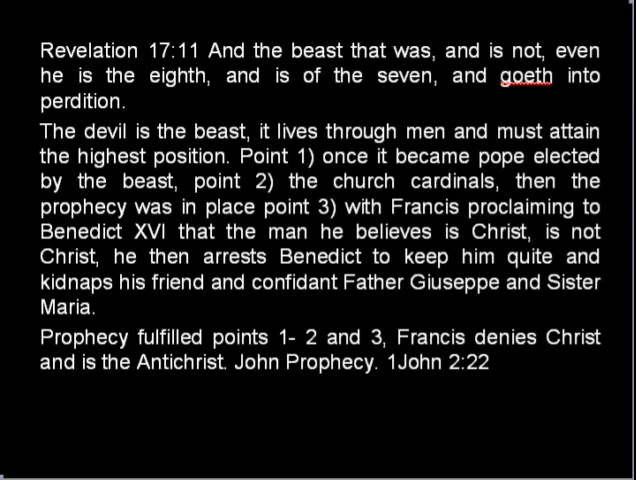 Revelation 17:11 And the beast that was, and is not, even
he is the eighth, and is of the seven, and goeth into
perdition.
The devil is the beast, it lives through men and must attain
the highest position. Point 1) once it became pope elected
by the beast, point 2) the church cardinals, then the
prophecy was in place point 3) with Francis proclaiming to
Benedict XVI that the man he believes is Christ, is not
Christ, he then arrests Benedict to keep him quite and
kidnaps his friend and confidant Father Giuseppe and Sister
Maria.
Prophecy fulfilled points 1- 2 and 3, Francis denies Christ
and is the Antichrist. John Prophecy. 1John 2:22